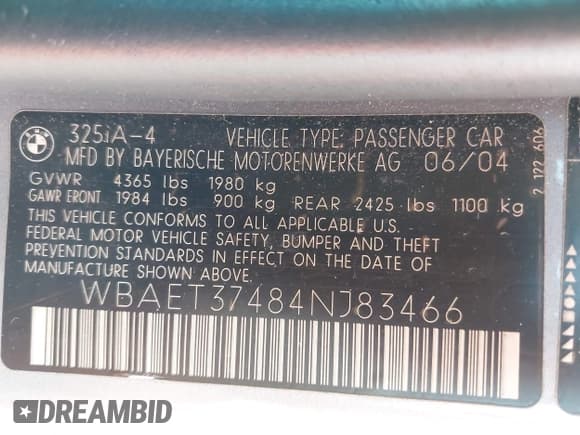 325iA-4 VEHICLE TYPE: PASSENGER CAR
MFD BY BAYERISCHE MOTORENWERKE AG 06/04
GVWR 4365 lbs 1980 kg
GAWR FRONT 1984 lbs 900 kg REAR 2425 lbs 1100 kg
THIS VEHICLE CONFORMS TO ALL APPLICABLE U.S.
FEDERAL MOTOR VEHICLE SAFETY, BUMPER AND THEFT
PREVENTION STANDARDS IN EFFECT ON THE DATE
OF MANUFACTURE SHOWN ABOVE.
WBAET37484NJ83466
2 122 606
BMW
DREAMBID